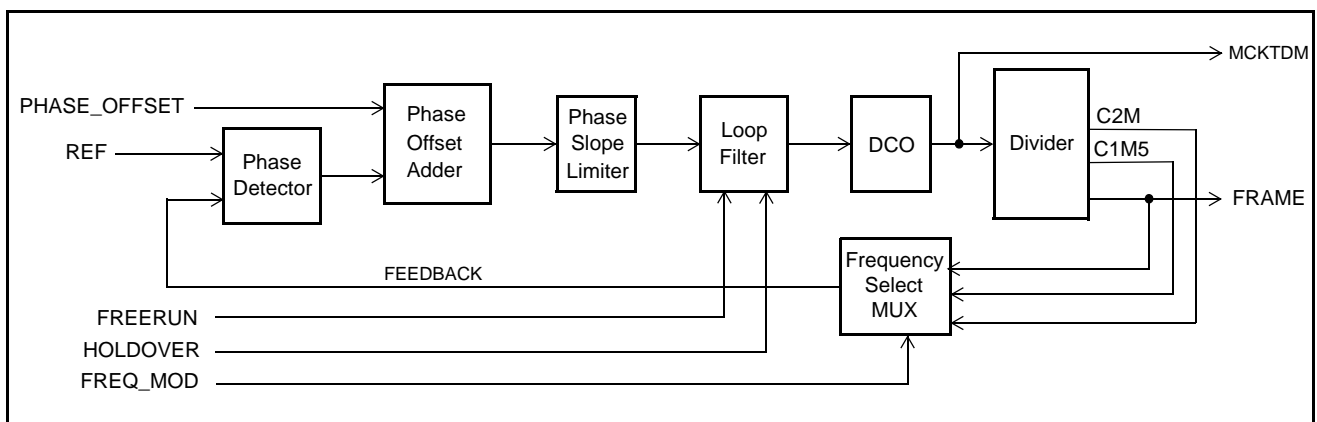 MCKTDM
PHASE_OFFSET
REF
Phase
Detector
Phase
Offset
Adder
Phase
Slope
Limiter
Loop
Filter
DCO
Divider
C2M
C1M5
FRAME
Frequency
Select
MUX
FEEDBACK
FREERUN
HOLDOVER
FREQ_MOD